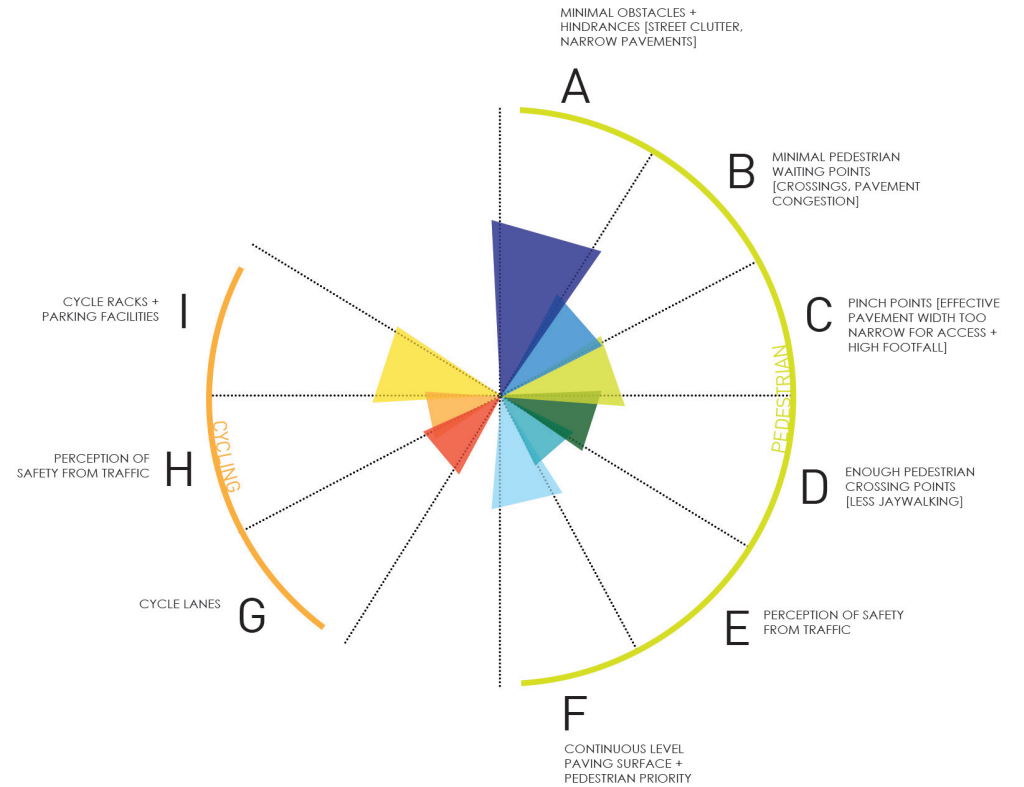 MINIMAL OBSTACLES +
HINDRANCES [STREET CLUTTER,
NARROW PAVEMENTS]
A
B
MINIMAL PEDESTRIAN
WAITING POINTS
[CROSSINGS, PAVEMENT
CONGESTION]
C
PINCH POINTS [EFFECTIVE
PAVEMENT WIDTH TOO
NARROW FOR ACCESS +
HIGH FOOTFALL]
PEDESTRIAN
D
ENOUGH PEDESTRIAN
CROSSING POINTS
[LESS JAYWALKING]
E
PERCEPTION OF SAFETY
FROM TRAFFIC
F
CONTINUOUS LEVEL
PAVING SURFACE +
PEDESTRIAN PRIORITY
CYCLE LANES
G
PERCEPTION OF
SAFETY FROM TRAFFIC
H
CYCLING
CYCLE RACKS +
PARKING FACILITIES
I